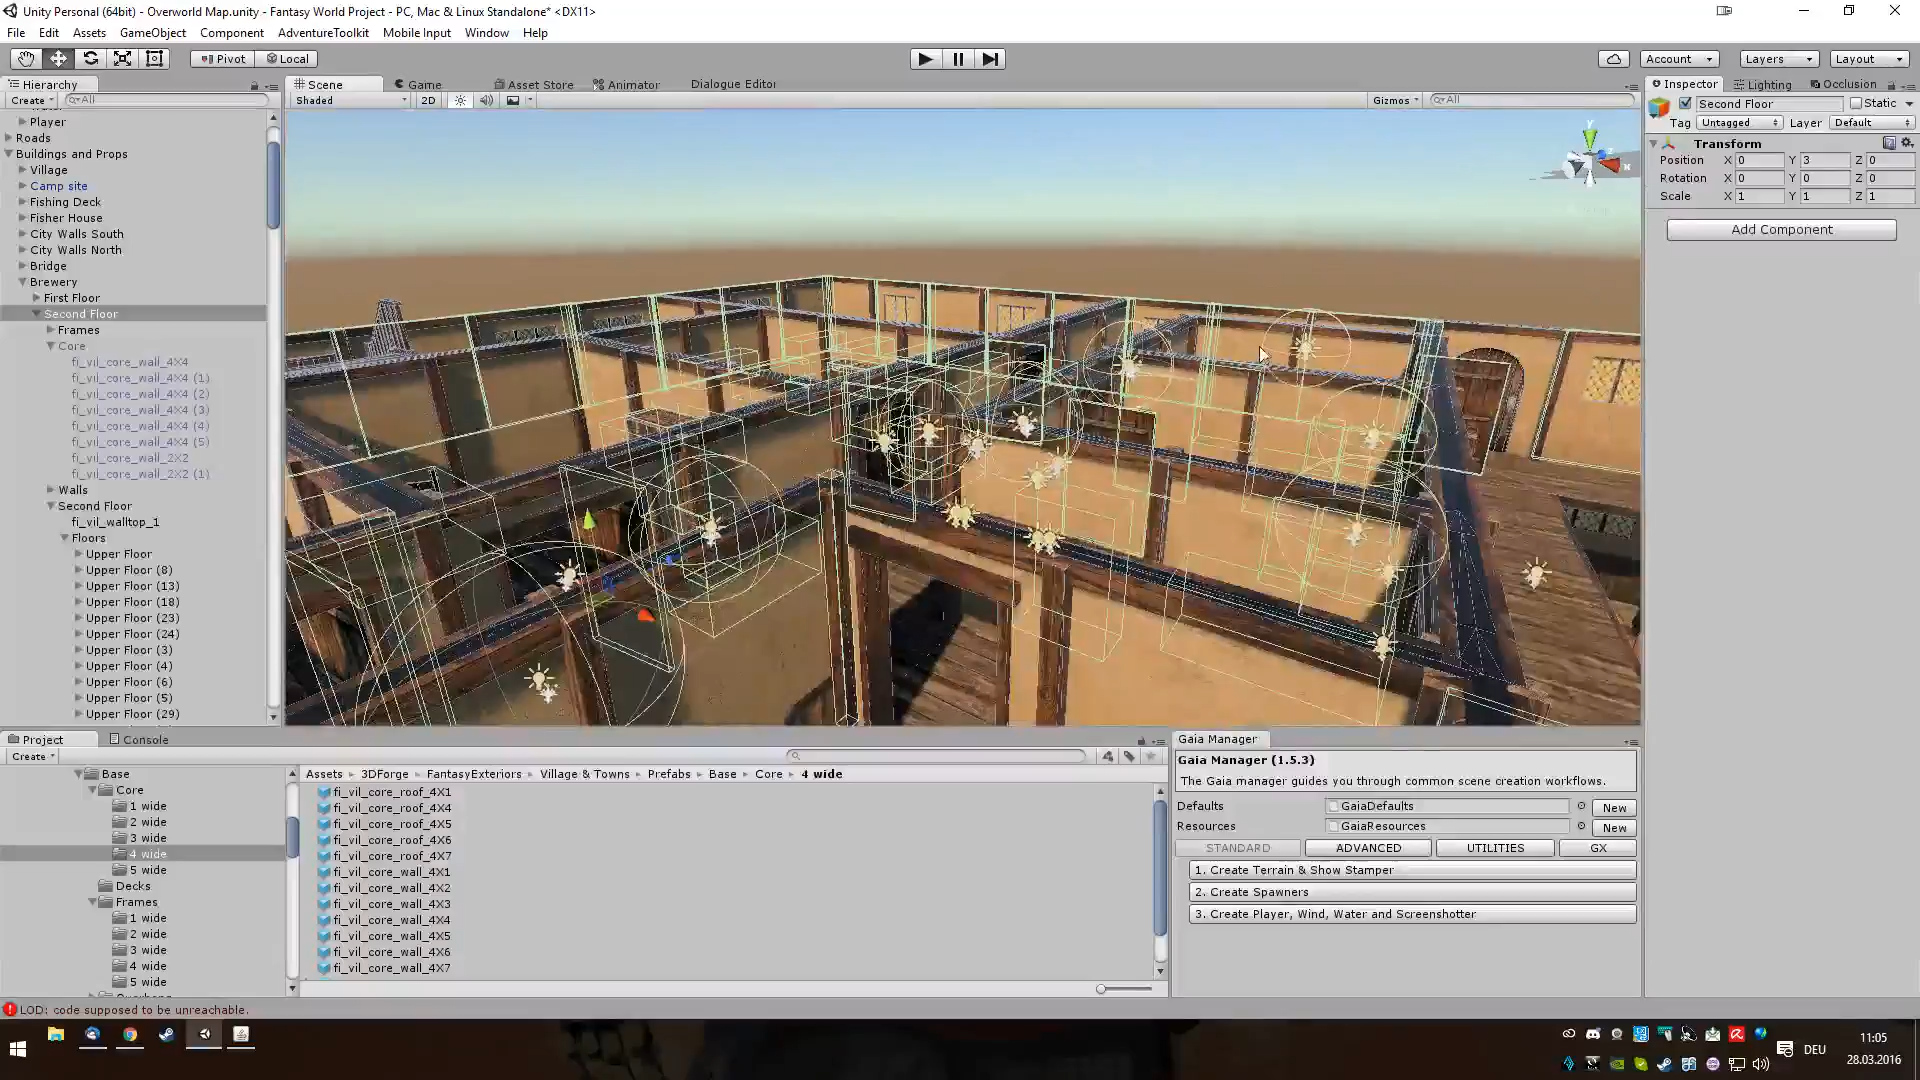 Unity Personal (64bit) - Overworld Map.unity - Fantasy World Project - PC, Mac & Linux Standalone* <DX11>
File Edit Assets GameObject Component AdventureToolkit Mobile Input Window Help
Pivot Local Account Layers Layout
Hierarchy
Create All
Player
Roads
Buildings and Props
Village
Camp site
Fishing Deck
Fisher House
City Walls South
City Walls North
Bridge
Brewery
First Floor
Second Floor
Frames
Core
fi_vil_core_wall_4X4
fi_vil_core_wall_4X4 (1)
fi_vil_core_wall_4X4 (2)
fi_vil_core_wall_4X4 (3)
fi_vil_core_wall_4X4 (4)
fi_vil_core_wall_4X4 (5)
fi_vil_core_wall_2X2
fi_vil_core_wall_2X2 (1)
Walls
Second Floor
fi_vil_walltop_1
Floors
Upper Floor
Upper Floor (8)
Upper Floor (13)
Upper Floor (18)
Upper Floor (23)
Upper Floor (24)
Upper Floor (3)
Upper Floor (4)
Upper Floor (6)
Upper Floor (5)
Upper Floor (29)
Scene Game Asset Store Animator Dialogue Editor
Shaded 2D Gizmos All
Y
X
Inspector Lighting Occlusion
Second Floor Static
Tag Untagged Layer Default
Transform
Position X 0 Y 3 Z 0
Rotation X 0 Y 0 Z 0
Scale X 1 Y 1 Z 1
Add Component
Project Console
Create
Base
Core
1 wide
2 wide
3 wide
4 wide
5 wide
Decks
Frames
1 wide
2 wide
3 wide
4 wide
5 wide
Assets 3DForge FantasyExteriors Village & Towns Prefabs Base Core 4 wide
fi_vil_core_roof_4X1
fi_vil_core_roof_4X4
fi_vil_core_roof_4X5
fi_vil_core_roof_4X6
fi_vil_core_roof_4X7
fi_vil_core_wall_4X1
fi_vil_core_wall_4X2
fi_vil_core_wall_4X3
fi_vil_core_wall_4X4
fi_vil_core_wall_4X5
fi_vil_core_wall_4X6
fi_vil_core_wall_4X7
Gaia Manager
Gaia Manager (1.5.3)
The Gaia manager guides you through common scene creation workflows.
Defaults GaiaDefaults New
Resources GaiaResources New
STANDARD ADVANCED UTILITIES GX
1. Create Terrain & Show Stamper
2. Create Spawners
3. Create Player, Wind, Water and Screenshotter
LOD: code supposed to be unreachable.
DEU
11:05
28.03.2016